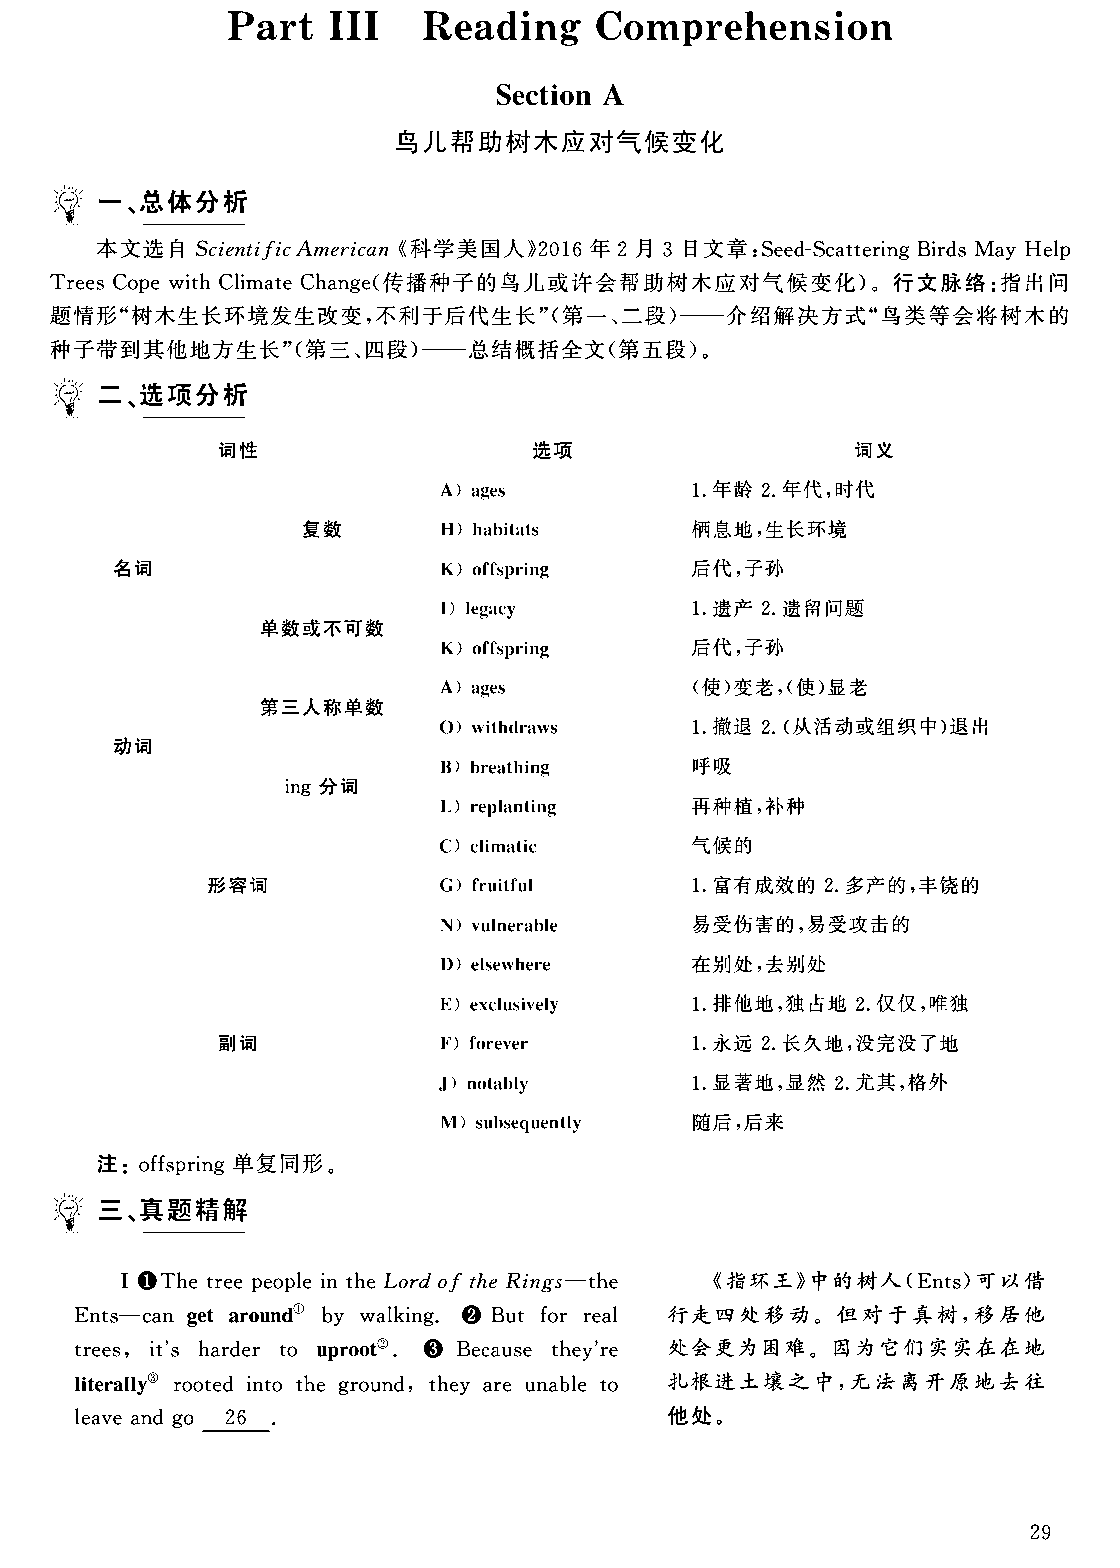 Part III Reading Comprehension
Section A
鸟儿帮助树木应对气候变化
一、总体分析
本文选自 Scientific American《科学美国人》2016 年 2 月 3 日文章:Seed-Scattering Birds May Help
Trees Cope with Climate Change(传播种子的鸟儿或许会帮助树木应对气候变化)。行文脉络:指出问
题情形“树木生长环境发生改变,不利于后代生长”(第一、二段)——介绍解决方式“鸟类等会将树木的
种子带到其他地方生长”(第三、四段)——总结概括全文(第五段)。
二、选项分析
词性 选项 词义
A) ages 1. 年龄 2. 年代,时代
复数 H) habitats 栖息地,生长环境
名词 K) offspring 后代,子孙
I) legacy 1. 遗产 2. 遗留问题
单数或不可数
K) offspring 后代,子孙
A) ages (使)变老,(使)显老
第三人称单数
O) withdraws 1. 撤退 2. (从活动或组织中)退出
动词
B) breathing 呼吸
ing 分词
L) replanting 再种植,补种
C) climatic 气候的
形容词 G) fruitful 1. 富有成效的 2. 多产的,丰饶的
N) vulnerable 易受伤害的,易受攻击的
D) elsewhere 在别处,去别处
E) exclusively 1. 排他地,独占地 2. 仅仅,唯独
副词 F) forever 1. 永远 2. 长久地,没完没了地
J) notably 1. 显著地,显然 2. 尤其,格外
M) subsequently 随后,后来
注: offspring 单复同形。
三、真题精解
I ❶The tree people in the Lord of the Rings—the
Ents—can get around① by walking. ❷ But for real
trees, it's harder to uproot②. ❸ Because they're
literally③ rooted into the ground, they are unable to
leave and go 26 .
《指环王》中的树人(Ents)可以借
行走四处移动。但对于真树,移居他
处会更为困难。因为它们实实在在地
扎根进土壤之中,无法离开原地去往
他处。
29